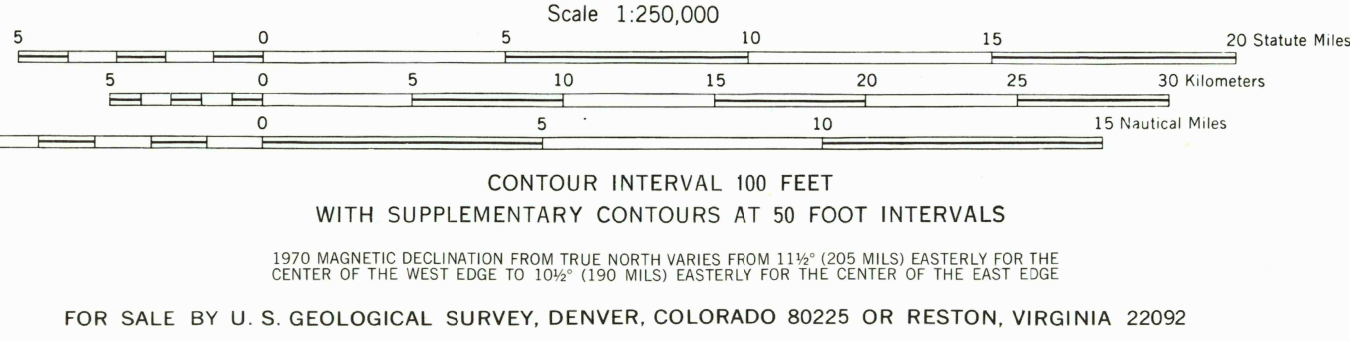 Scale 1:250,000
5 0 5 10 15 20 Statute Miles
5 0 5 10 15 20 25 30 Kilometers
0 5 10 15 Nautical Miles
CONTOUR INTERVAL 100 FEET
WITH SUPPLEMENTARY CONTOURS AT 50 FOOT INTERVALS
1970 MAGNETIC DECLINATION FROM TRUE NORTH VARIES FROM 11½° (205 MILS) EASTERLY FOR THE
CENTER OF THE WEST EDGE TO 10½° (190 MILS) EASTERLY FOR THE CENTER OF THE EAST EDGE
FOR SALE BY U. S. GEOLOGICAL SURVEY, DENVER, COLORADO 80225 OR RESTON, VIRGINIA 22092